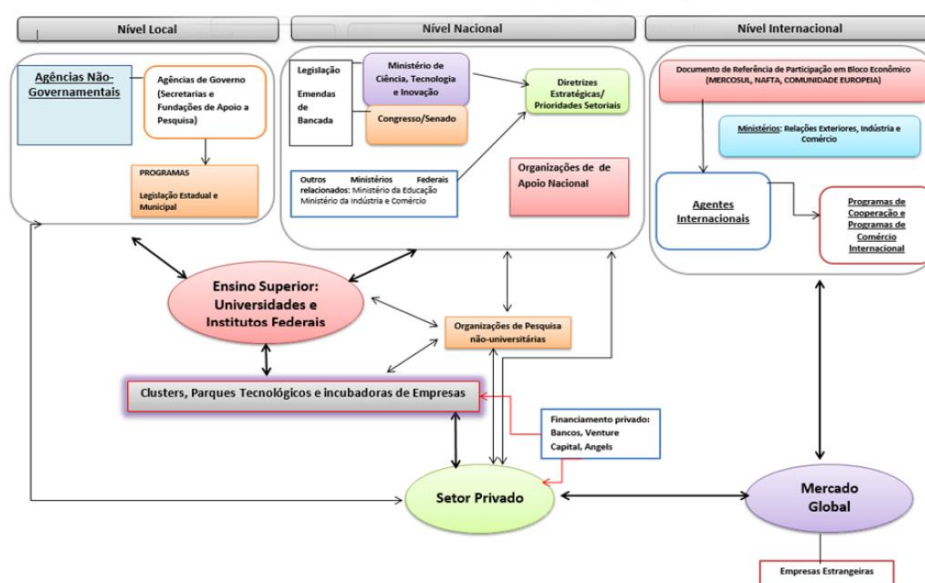 Nível Local
Nível Nacional
Nível Internacional
Agências Não-
Governamentais
Agências de Governo
(Secretarias e
Fundações de Apoio a
Pesquisa)
PROGRAMAS
Legislação Estadual e
Municipal
Legislação
Emendas
de
Bancada
Ministério de
Ciência, Tecnologia
e Inovação
Congresso/Senado
Diretrizes
Estratégicas/
Prioridades Setoriais
Outros Ministérios Federais
relacionados: Ministério da Educação
Ministério da Indústria e Comércio
Organizações de de
Apoio Nacional
Documento de Referência de Participação em Bloco Econômico
(MERCOSUL, NAFTA, COMUNIDADE EUROPEIA)
Ministérios: Relações Exteriores, Indústria e
Comércio
Agentes
Internacionais
Programas de
Cooperação e
Programas de
Comércio
Internacional
Ensino Superior:
Universidades e
Institutos Federais
Organizações de Pesquisa
não-universitárias
Clusters, Parques Tecnológicos e incubadoras de Empresas
Financiamento privado:
Bancos, Venture
Capital, Angels
Setor Privado
Mercado
Global
Empresas Estrangeiras